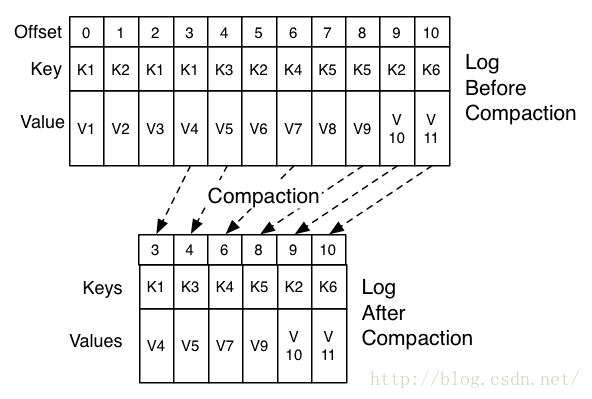 Offset 0 1 2 3 4 5 6 7 8 9 10
Key K1 K2 K1 K1 K3 K2 K4 K5 K5 K2 K6
Value V1 V2 V3 V4 V5 V6 V7 V8 V9 V 10 V 11
Log
Before
Compaction
Compaction
3 4 6 8 9 10
Keys K1 K3 K4 K5 K2 K6
Values V4 V5 V7 V9 V 10 V 11
Log
After
Compaction
http://blog.csdn.net/